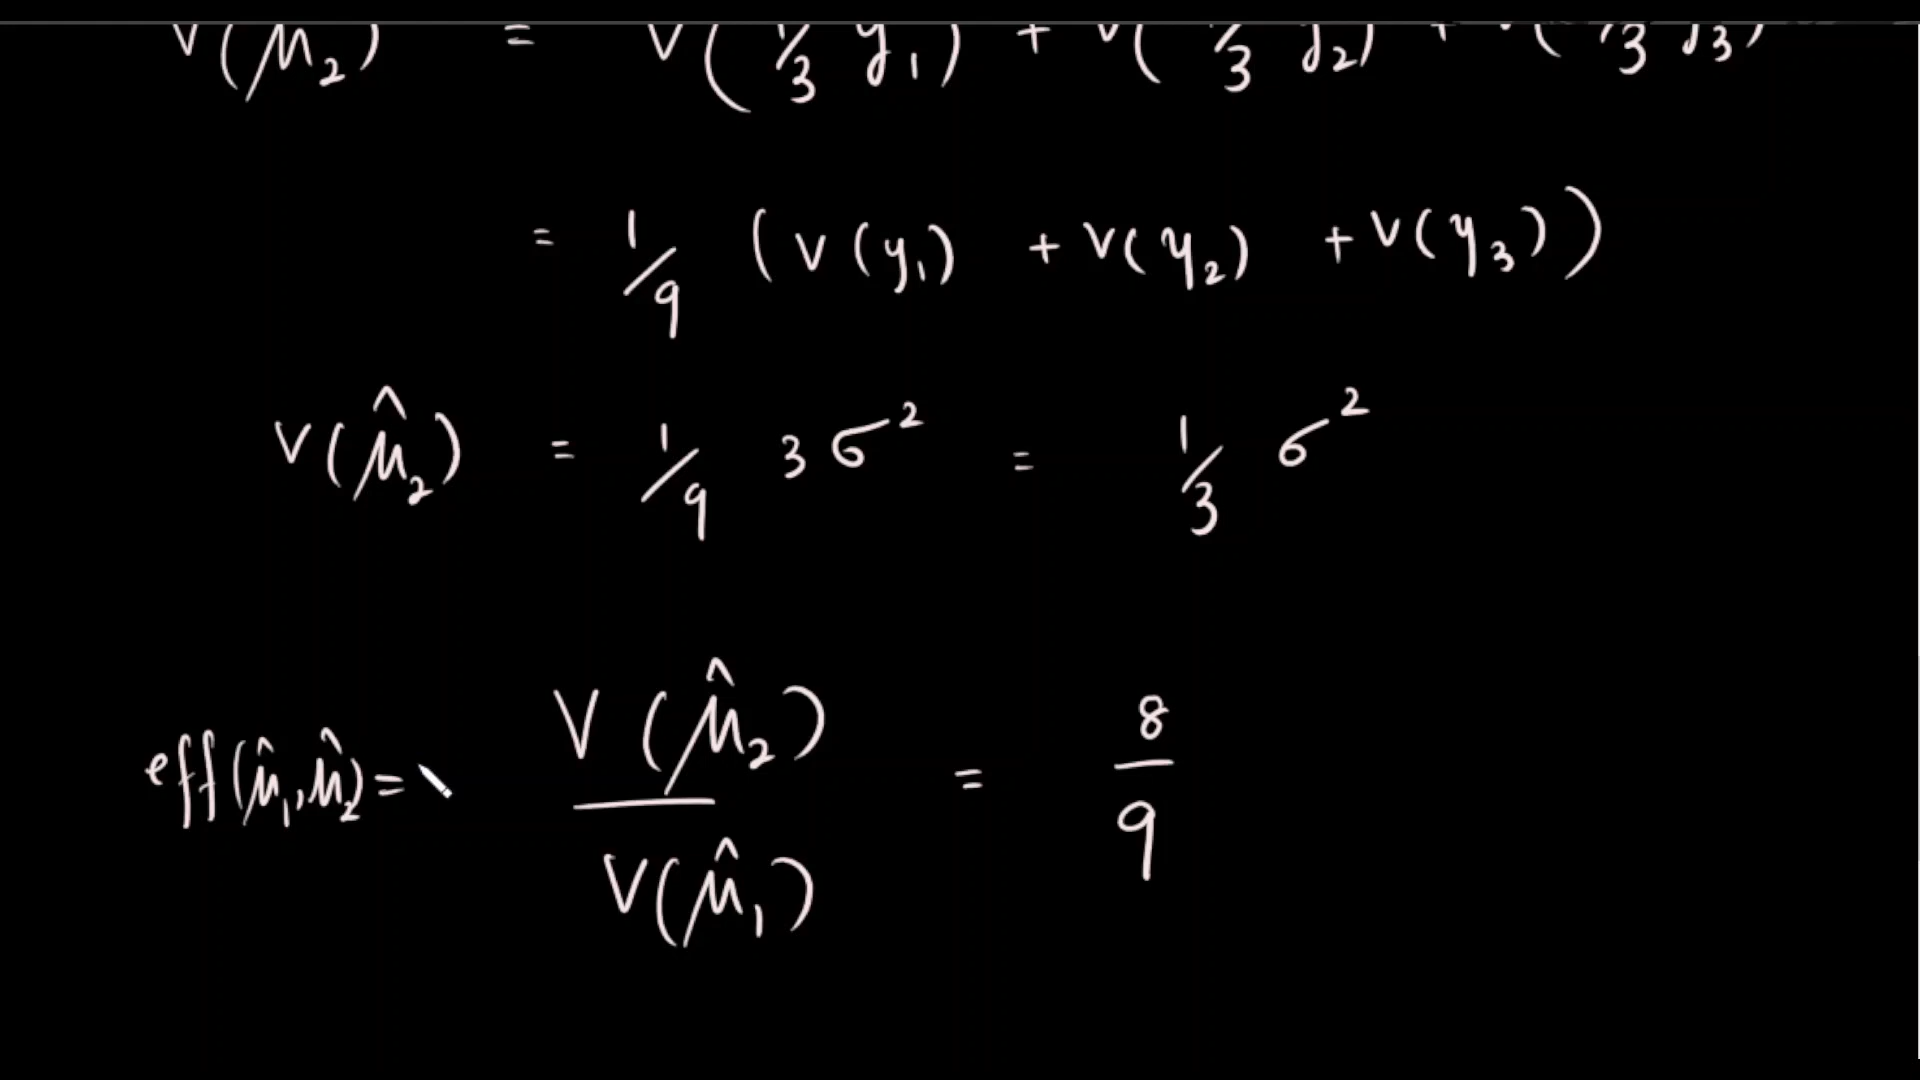 V(μ̂₂) = V(1/3 y₁) + V(1/3 y₂) + V(1/3 y₃)
= 1/9 (V(y₁) + V(y₂) + V(y₃))
V(μ̂₂) = 1/9 3σ² = 1/3 σ²
eff(μ̂₁, μ̂₂) = V(μ̂₂) / V(μ̂₁) = 8/9